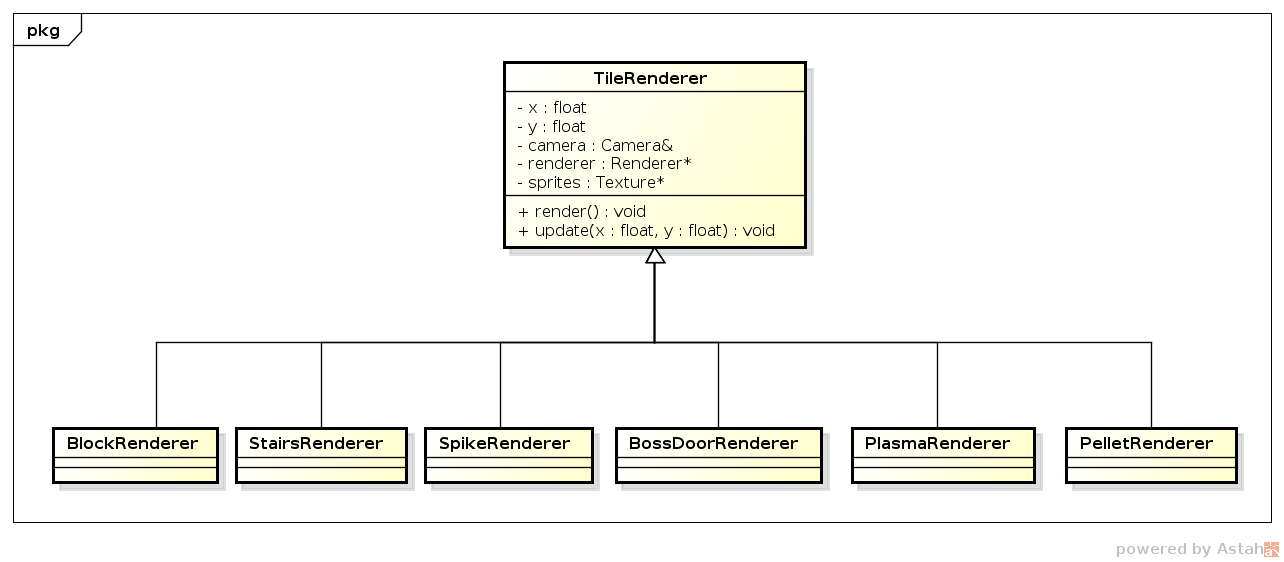 pkg
TileRenderer
- x : float
- y : float
- camera : Camera&
- renderer : Renderer*
- sprites : Texture*
+ render() : void
+ update(x : float, y : float) : void
BlockRenderer
StairsRenderer
SpikeRenderer
BossDoorRenderer
PlasmaRenderer
PelletRenderer
powered by Astah